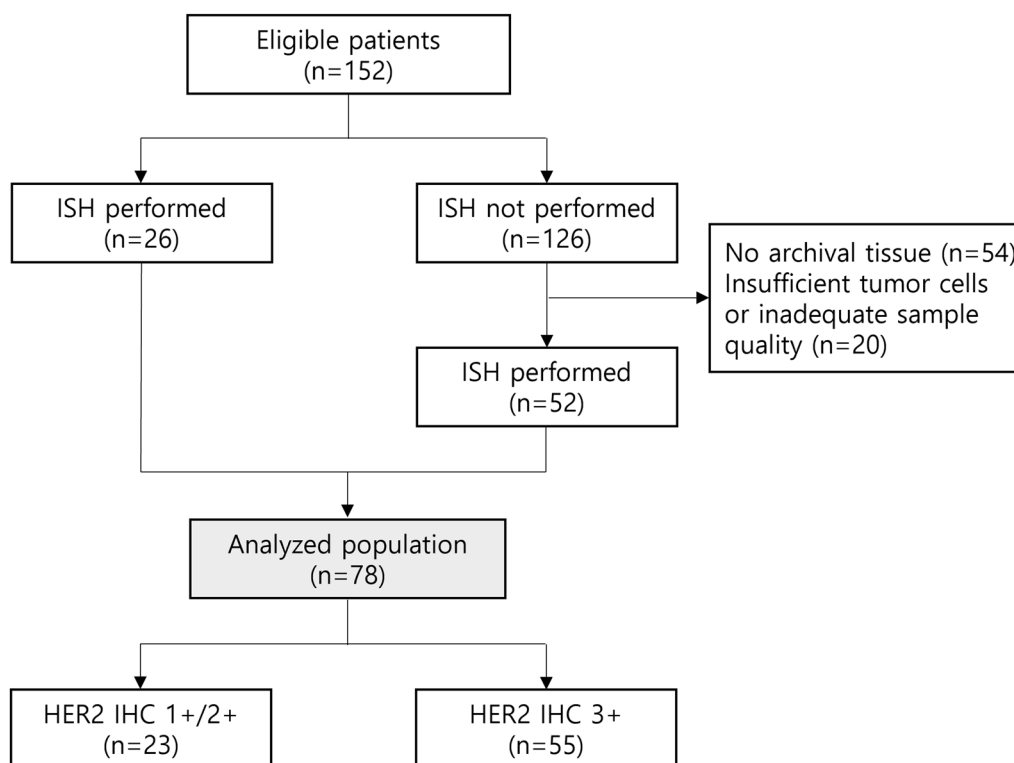 Eligible patients
(n=152)
ISH performed
(n=26)
ISH not performed
(n=126)
No archival tissue (n=54)
Insufficient tumor cells
or inadequate sample
quality (n=20)
ISH performed
(n=52)
Analyzed population
(n=78)
HER2 IHC 1+/2+
(n=23)
HER2 IHC 3+
(n=55)